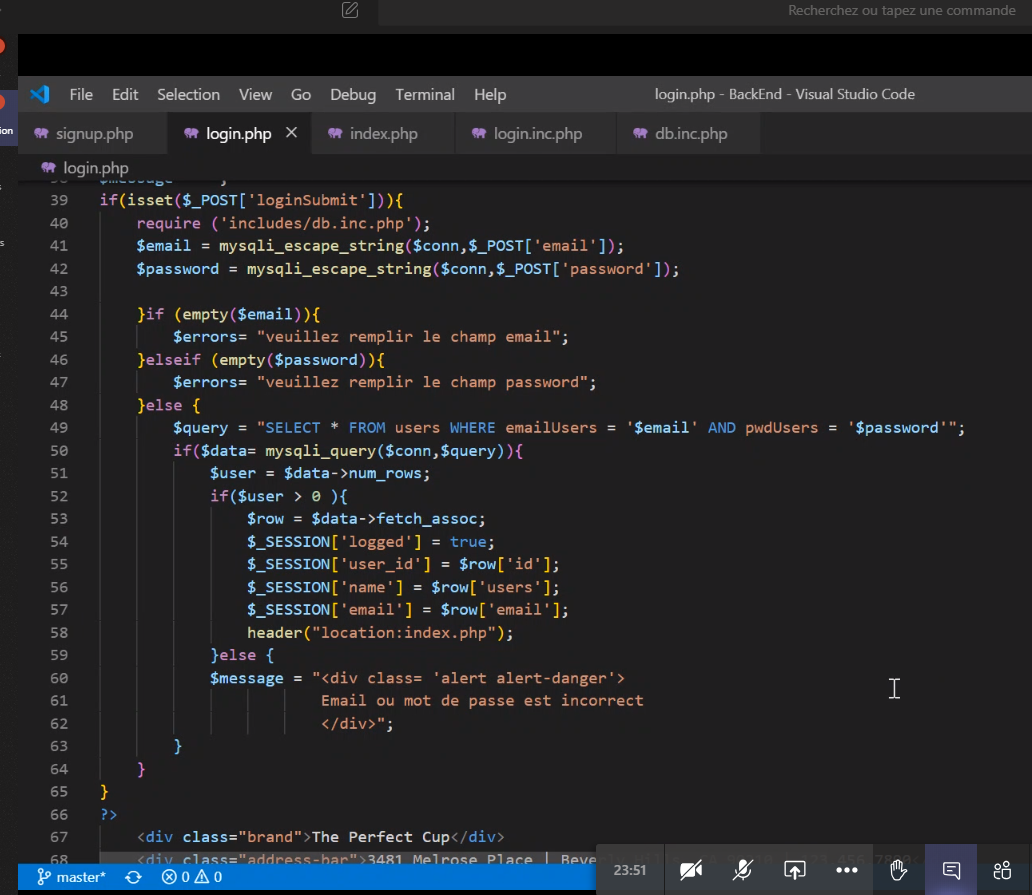 Recherchez ou tapez une commande
File Edit Selection View Go Debug Terminal Help login.php - BackEnd - Visual Studio Code
signup.php login.php × index.php login.inc.php db.inc.php
login.php
39 if(isset($_POST['loginSubmit'])){
40 require ('includes/db.inc.php');
41 $email = mysqli_escape_string($conn,$_POST['email']);
42 $password = mysqli_escape_string($conn,$_POST['password']);
43
44 }if (empty($email)){
45 $errors= "veuillez remplir le champ email";
46 }elseif (empty($password)){
47 $errors= "veuillez remplir le champ password";
48 }else {
49 $query = "SELECT * FROM users WHERE emailUsers = '$email' AND pwdUsers = '$password'";
50 if($data= mysqli_query($conn,$query)){
51 $user = $data->num_rows;
52 if($user > 0 ){
53 $row = $data->fetch_assoc;
54 $_SESSION['logged'] = true;
55 $_SESSION['user_id'] = $row['id'];
56 $_SESSION['name'] = $row['users'];
57 $_SESSION['email'] = $row['email'];
58 header("location:index.php");
59 }else {
60 $message = "<div class= 'alert alert-danger'>
61 Email ou mot de passe est incorrect
62 </div>";
63 }
64 }
65 }
66 ?>
67 <div class="brand">The Perfect Cup</div>
68 <div class="address-bar">3481 Melrose Place |
master* 0 0
23:51